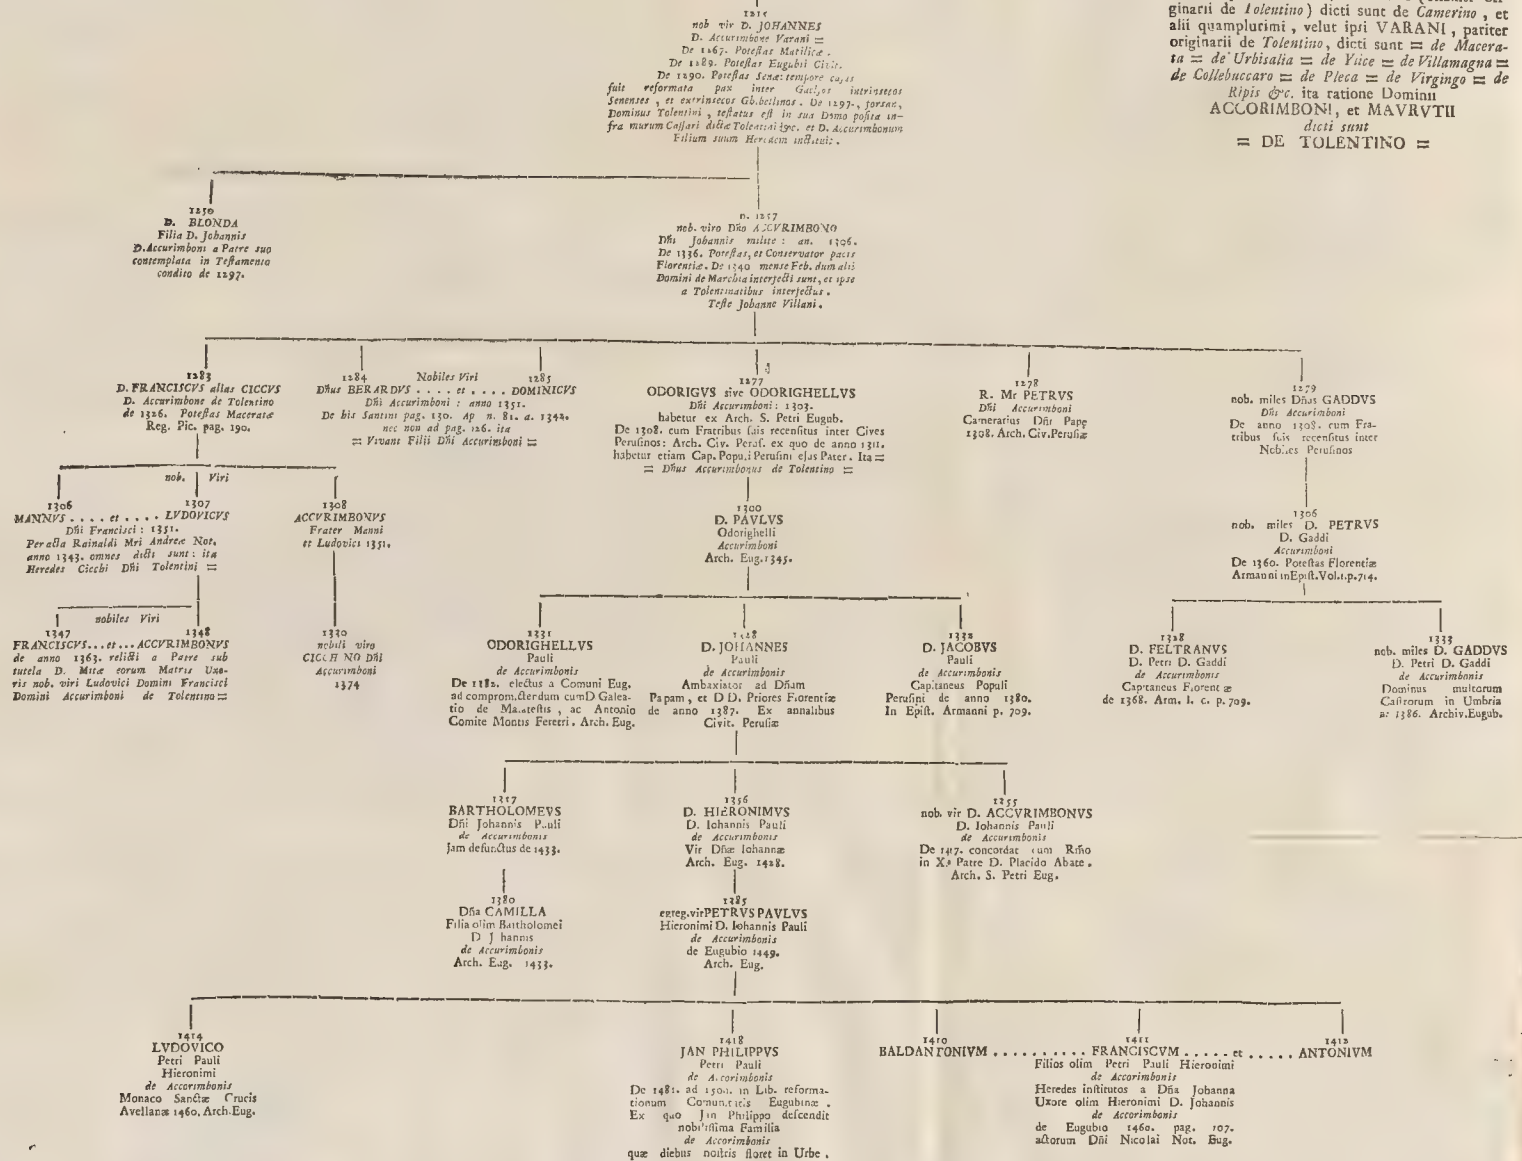 ginarii de Tolentino) dicti sunt de Camerino, et
alii quamplurimi, velut ipsi VARANI, pariter
originarii de Tolentino, dicti sunt = de Macera-
ta = de Urbisalia = de Ytice = de Villamagna =
de Collebuccaro = de Pleca = de Virgingo = de
Ripis &c. ita ratione Dominii
ACCORIMBONI, et MAVRVTII
dicti sunt
= DE TOLENTINO =
1215
nob vir D. JOHANNES
D. Accurimbone Varani =
De 1267. Potestas Matilicæ.
De 1289. Potestas Eugubii Civit.
De 1290. Potestas Senæ: tempore cujus
fuit reformata pax inter Guelfos intrinsecos
Senenses, et extrinsecos Gibellinos. De 1297., forsan,
Dominus Tolentini, testatus est in sua Domo posita in-
fra murum Cassari dictæ Tolentini &c. et D. Accurimbonum
Filium suum Heredem instituit.
1250
D. BLONDA
Filia D. Johannis
D. Accurimboni a Patre suo
contemplata in Testamento
condito de 1297.
n. 1257
nob. viro Dño ACCVRIMBONO
Dñi Johannis milite: an. 1306.
De 1336. Potestas, et Conservator pacis
Florentiæ. De 1340 mense Feb. dum alii
Domini de Marchia interfecti sunt, et ipse
a Tolentinatibus interfectus.
Teste Johanne Villani.
1283
D. FRANCISCVS alias CICCVS
D. Accurimbone de Tolentino
de 1326. Potestas Maceratæ
Reg. Pic. pag. 190.
1284 Nobiles Viri 1285
Dñus BERARDVS . . . . et . . . . DOMINICVS
Dñi Accurimboni: anno 1351.
De his Santini pag. 130. Ap n. 81. a. 1342.
nec non ad pag. 126. ita
= Vivant Filii Dñi Accurimboni =
1277
ODORIGVS sive ODORIGHELLVS
Dñi Accurimboni: 1303.
habetur ex Arch. S. Petri Eugub.
De 1308. cum Fratribus suis recensitus inter Cives
Perusinos: Arch. Civ. Perus. ex quo de anno 1311.
habetur etiam Cap. Populi Perusini ejus Pater. Ita =
= Dñus Accurimbonus de Tolentino =
1278
R. Mr PETRVS
Dñi Accurimboni
Camerarius Dñi Papę
1308. Arch. Civ. Perusiæ
1279
nob. miles Dñus GADDVS
Dñi Accurimboni
De anno 1308. cum Fra-
tribus suis recensitus inter
Nobiles Perusinos
nob. Viri
1306 1307
MANNVS . . . . et . . . . LVDOVICVS
Dñi Francisci: 1351.
Per acta Rainaldi Mri Andreæ Not.
anno 1343. omnes dicti sunt: ita
Heredes Cicchi Dñi Tolentini =
1308
ACCVRIMBONVS
Frater Manni
et Ludovici 1351.
1300
D. PAVLVS
Odorighelli
Accurimboni
Arch. Eug. 1345.
1306
nob. miles D. PETRVS
D. Gaddi
Accurimboni
De 1360. Potestas Florentiæ
Armanni in Epist. Vol. 1. p. 714.
nobiles Viri
1347 1348
FRANCISCVS...et...ACCVRIMBONVS
de anno 1363. relicti a Patre sub
tutela D. Mitæ eorum Matris Uxo-
ris nob. viri Ludovici Domini Francisci
Domini Accurimboni de Tolentino =
1330
nobili viro
CICCHINO Dñi
Accurimboni
1374
1331
ODORIGHELLVS
Pauli
de Accurimbonis
De 1382. electus a Comuni Eug.
ad compromittendum cum D Galea-
tio de Malatestis, ac Antonio
Comite Montis Feretri. Arch. Eug.
1328
D. JOHANNES
Pauli
de Accurimbonis
Ambaxiator ad Dñum
Papam, et DD. Priores Florentiæ
de anno 1387. Ex annalibus
Civit. Perusiæ
1332
D. JACOBVS
Pauli
de Accurimbonis
Capitaneus Populi
Perusini de anno 1380.
In Epist. Armanni p. 709.
1328
D. FELTRANVS
D. Petri D. Gaddi
de Accurimbonis
Capitaneus Florentiæ
de 1368. Arm. l. c. p. 709.
1333
nob. miles D. GADDVS
D. Petri D. Gaddi
de Accurimbonis
Dominus multorum
Castrorum in Umbria
a: 1386. Archiv. Eugub.
1357
BARTHOLOMEVS
Dñi Johannis Pauli
de Accurimbonis
Jam defunctus de 1433.
1356
D. HIERONIMVS
D. Iohannis Pauli
de Accurimbonis
Vir Dñæ Iohannæ
Arch. Eug. 1428.
1355
nob. vir D. ACCVRIMBONVS
D. Iohannis Pauli
de Accurimbonis
De 1417. concordat cum Rmo
in Xº Patre D. Placido Abate.
Arch. S. Petri Eug.
1380
Dña CAMILLA
Filia olim Bartholomei
D Johannis
de Accurimbonis
Arch. Eug. 1433.
1385
egreg. vir PETRVS PAVLVS
Hieronimi D. Iohannis Pauli
de Accurimbonis
de Eugubio 1449.
Arch. Eug.
1414
LVDOVICO
Petri Pauli
Hieronimi
de Accorimbonis
Monaco Sanctæ Crucis
Avellanæ 1460. Arch. Eug.
1418
JAN PHILIPPVS
Petri Pauli
de Accorimbonis
De 1481. ad 1500. in Lib. reforma-
tionum Comunitatis Eugubinæ.
Ex quo Jan Philippo descendit
nobilissima Familia
de Accorimbonis
quæ diebus nostris floret in Urbe.
1410 1411 1412
BALDANTONIVM . . . . . . . . . . FRANCISCVM . . . . . et . . . . . ANTONIVM
Filios olim Petri Pauli Hieronimi
de Accorimbonis
Heredes institutos a Dña Johanna
Uxore olim Hieronimi D. Johannis
de Accorimbonis
de Eugubio 1460. pag. 107.
actorum Dñi Nicolai Not. Eug.